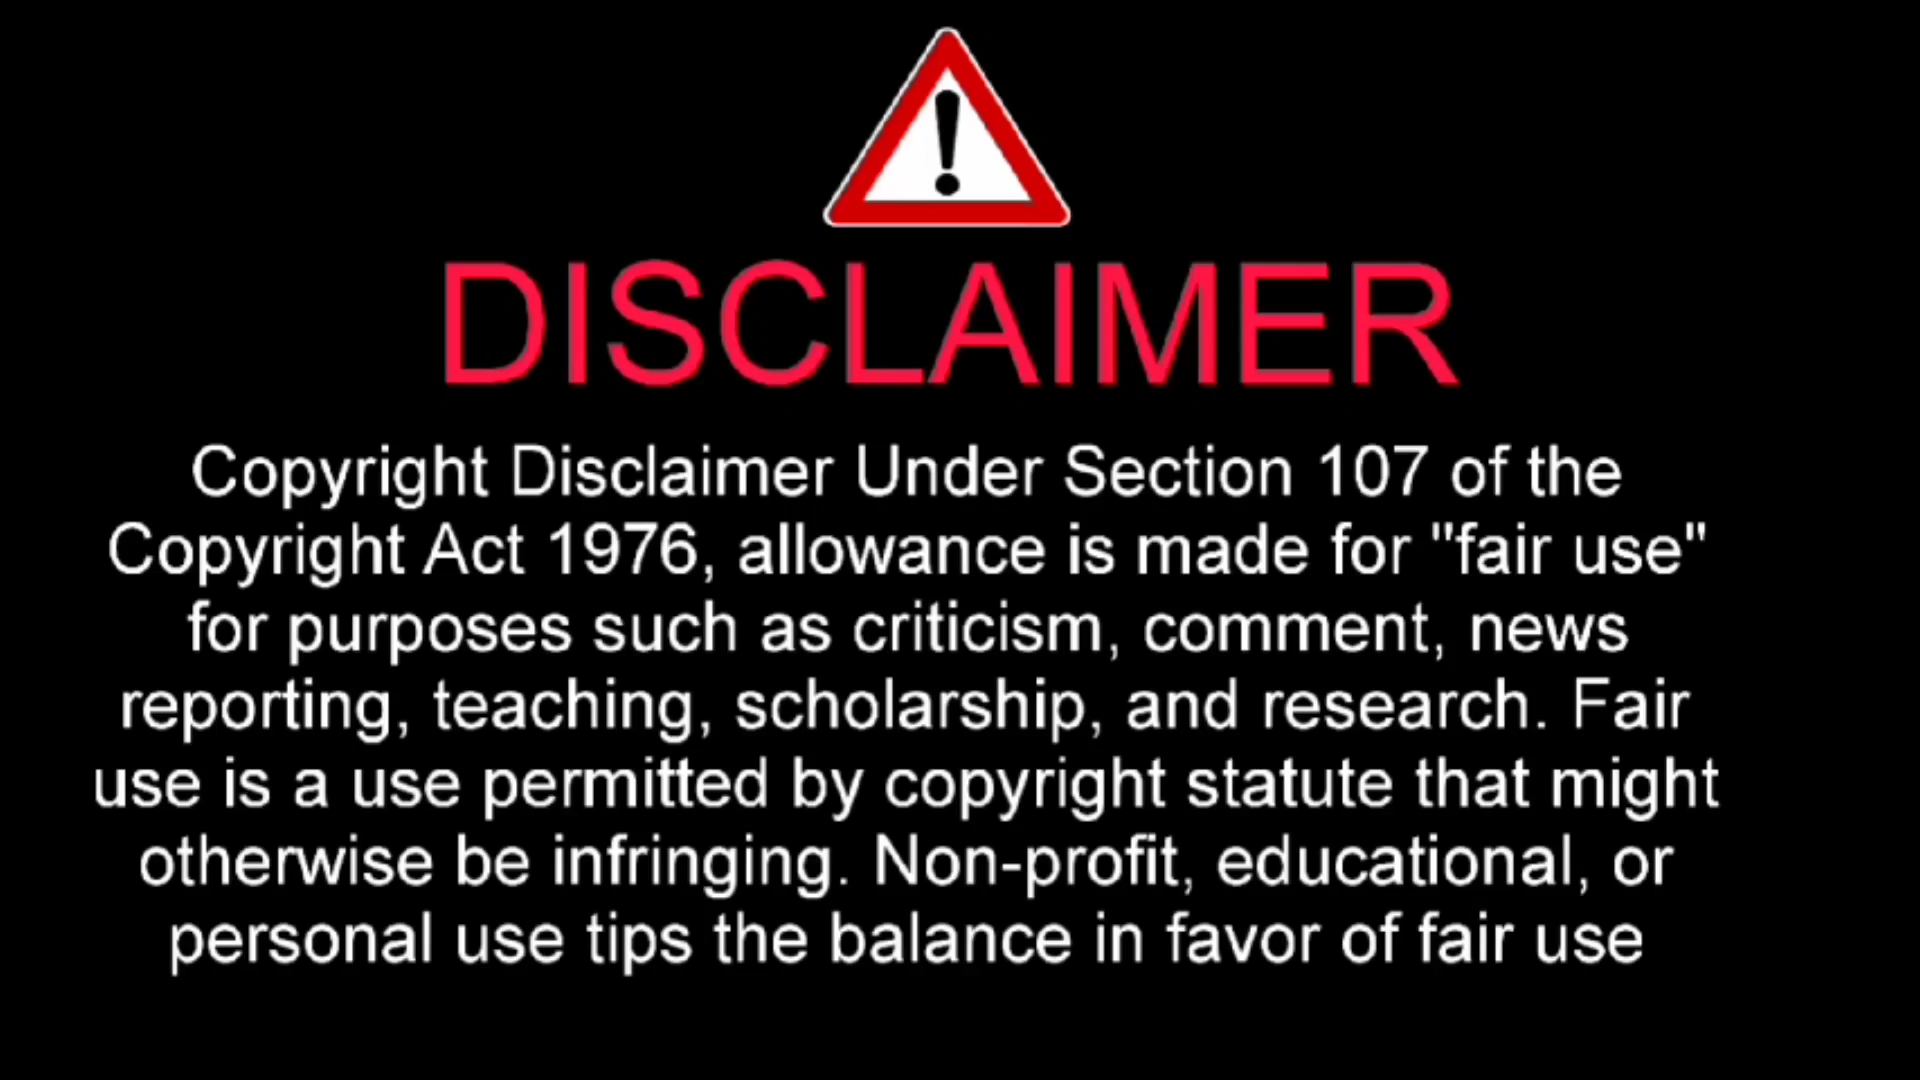 DISCLAIMER
Copyright Disclaimer Under Section 107 of the
Copyright Act 1976, allowance is made for "fair use"
for purposes such as criticism, comment, news
reporting, teaching, scholarship, and research. Fair
use is a use permitted by copyright statute that might
otherwise be infringing. Non-profit, educational, or
personal use tips the balance in favor of fair use